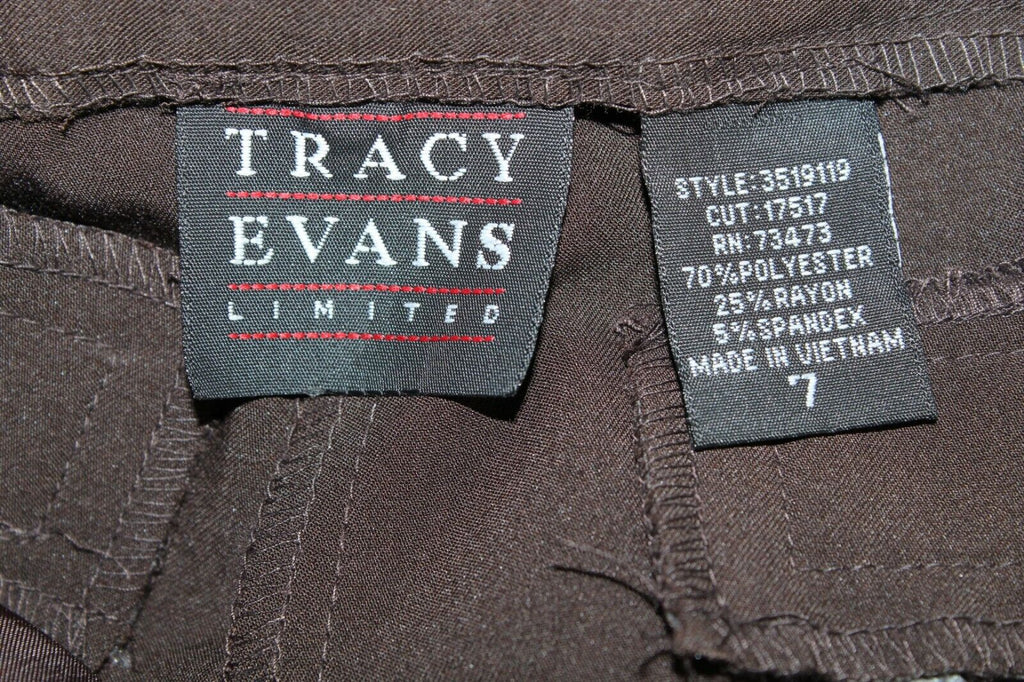 TRACY
EVANS
LIMITED
STYLE:3519119
CUT:17517
RN:73473
70%POLYESTER
25%RAYON
5%SPANDEX
MADE IN VIETNAM
7